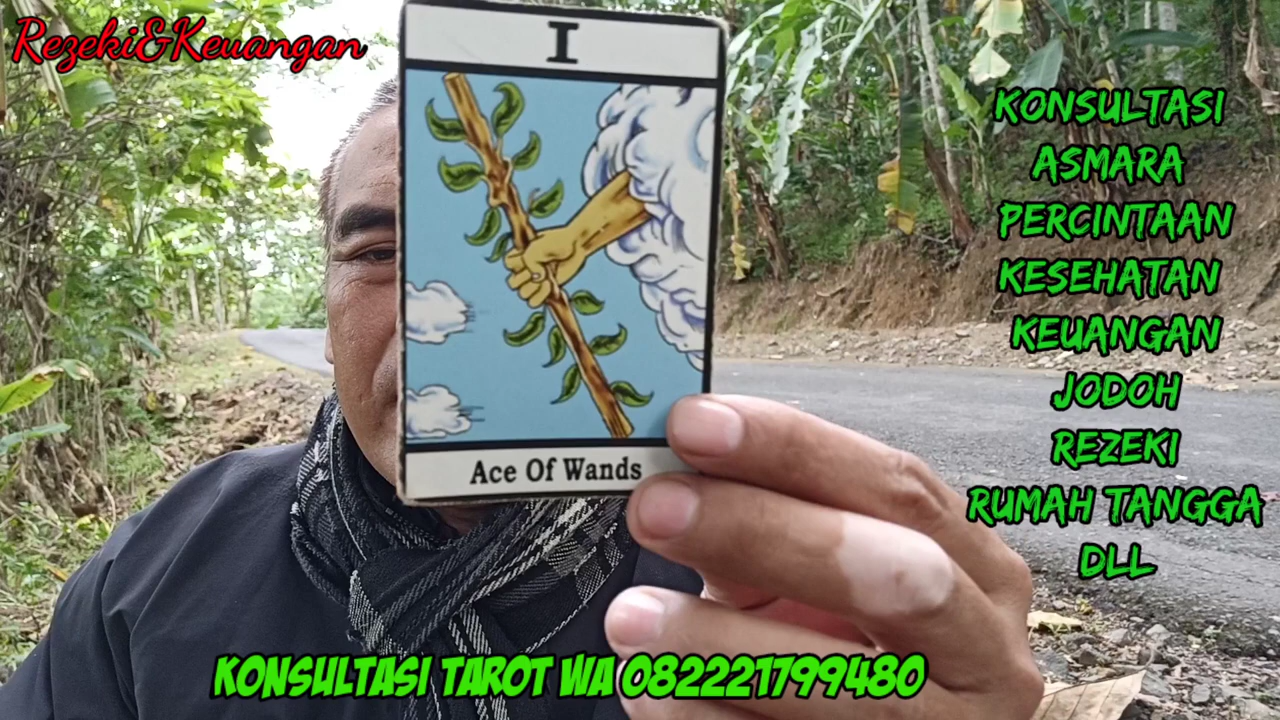 Rezeki&Keuangan
I
Ace Of Wands
KONSULTASI
ASMARA
PERCINTAAN
KESEHATAN
KEUANGAN
JODOH
REZEKI
RUMAH TANGGA
DLL
KONSULTASI TAROT WA 082221799480